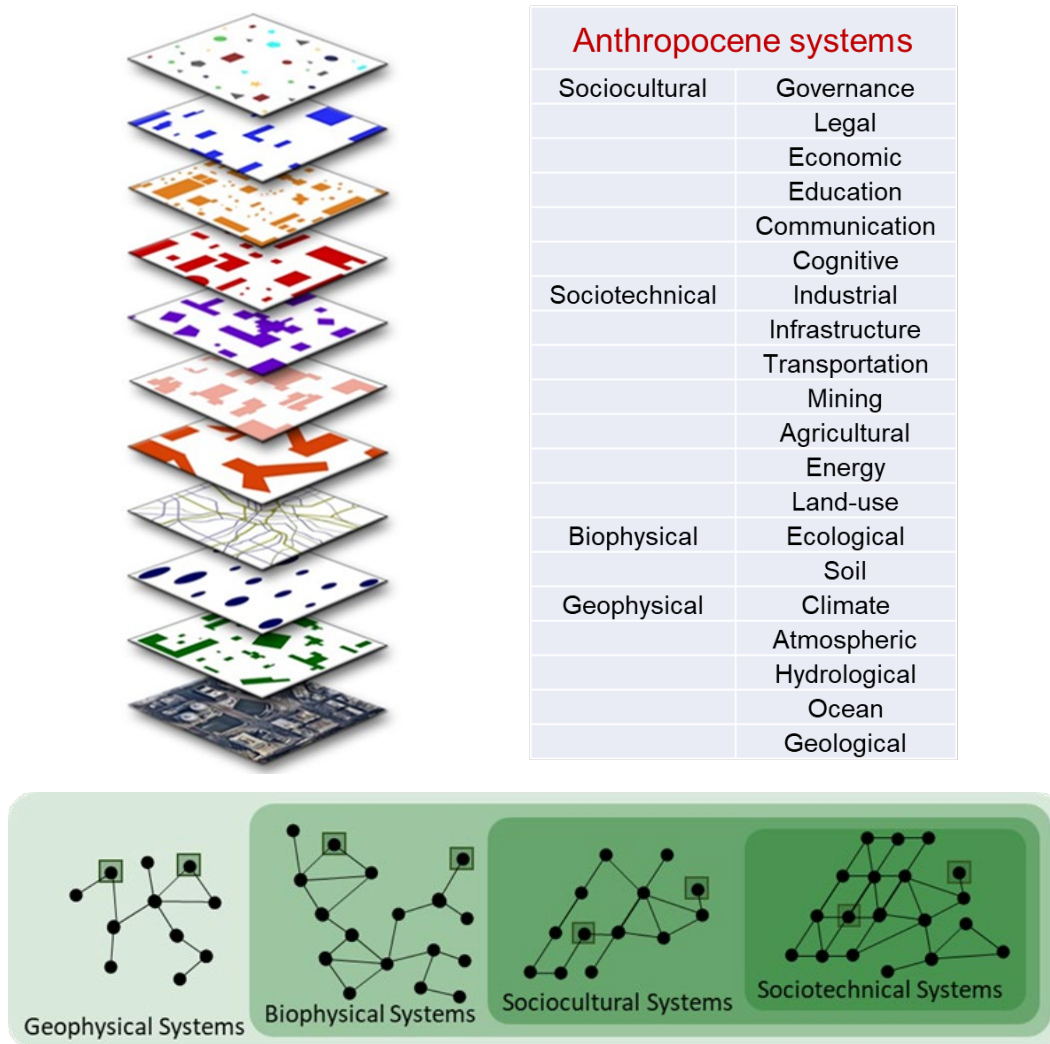 Anthropocene systems
Sociocultural Governance
Legal
Economic
Education
Communication
Cognitive
Sociotechnical Industrial
Infrastructure
Transportation
Mining
Agricultural
Energy
Land-use
Biophysical Ecological
Soil
Geophysical Climate
Atmospheric
Hydrological
Ocean
Geological
Geophysical Systems
Biophysical Systems
Sociocultural Systems
Sociotechnical Systems